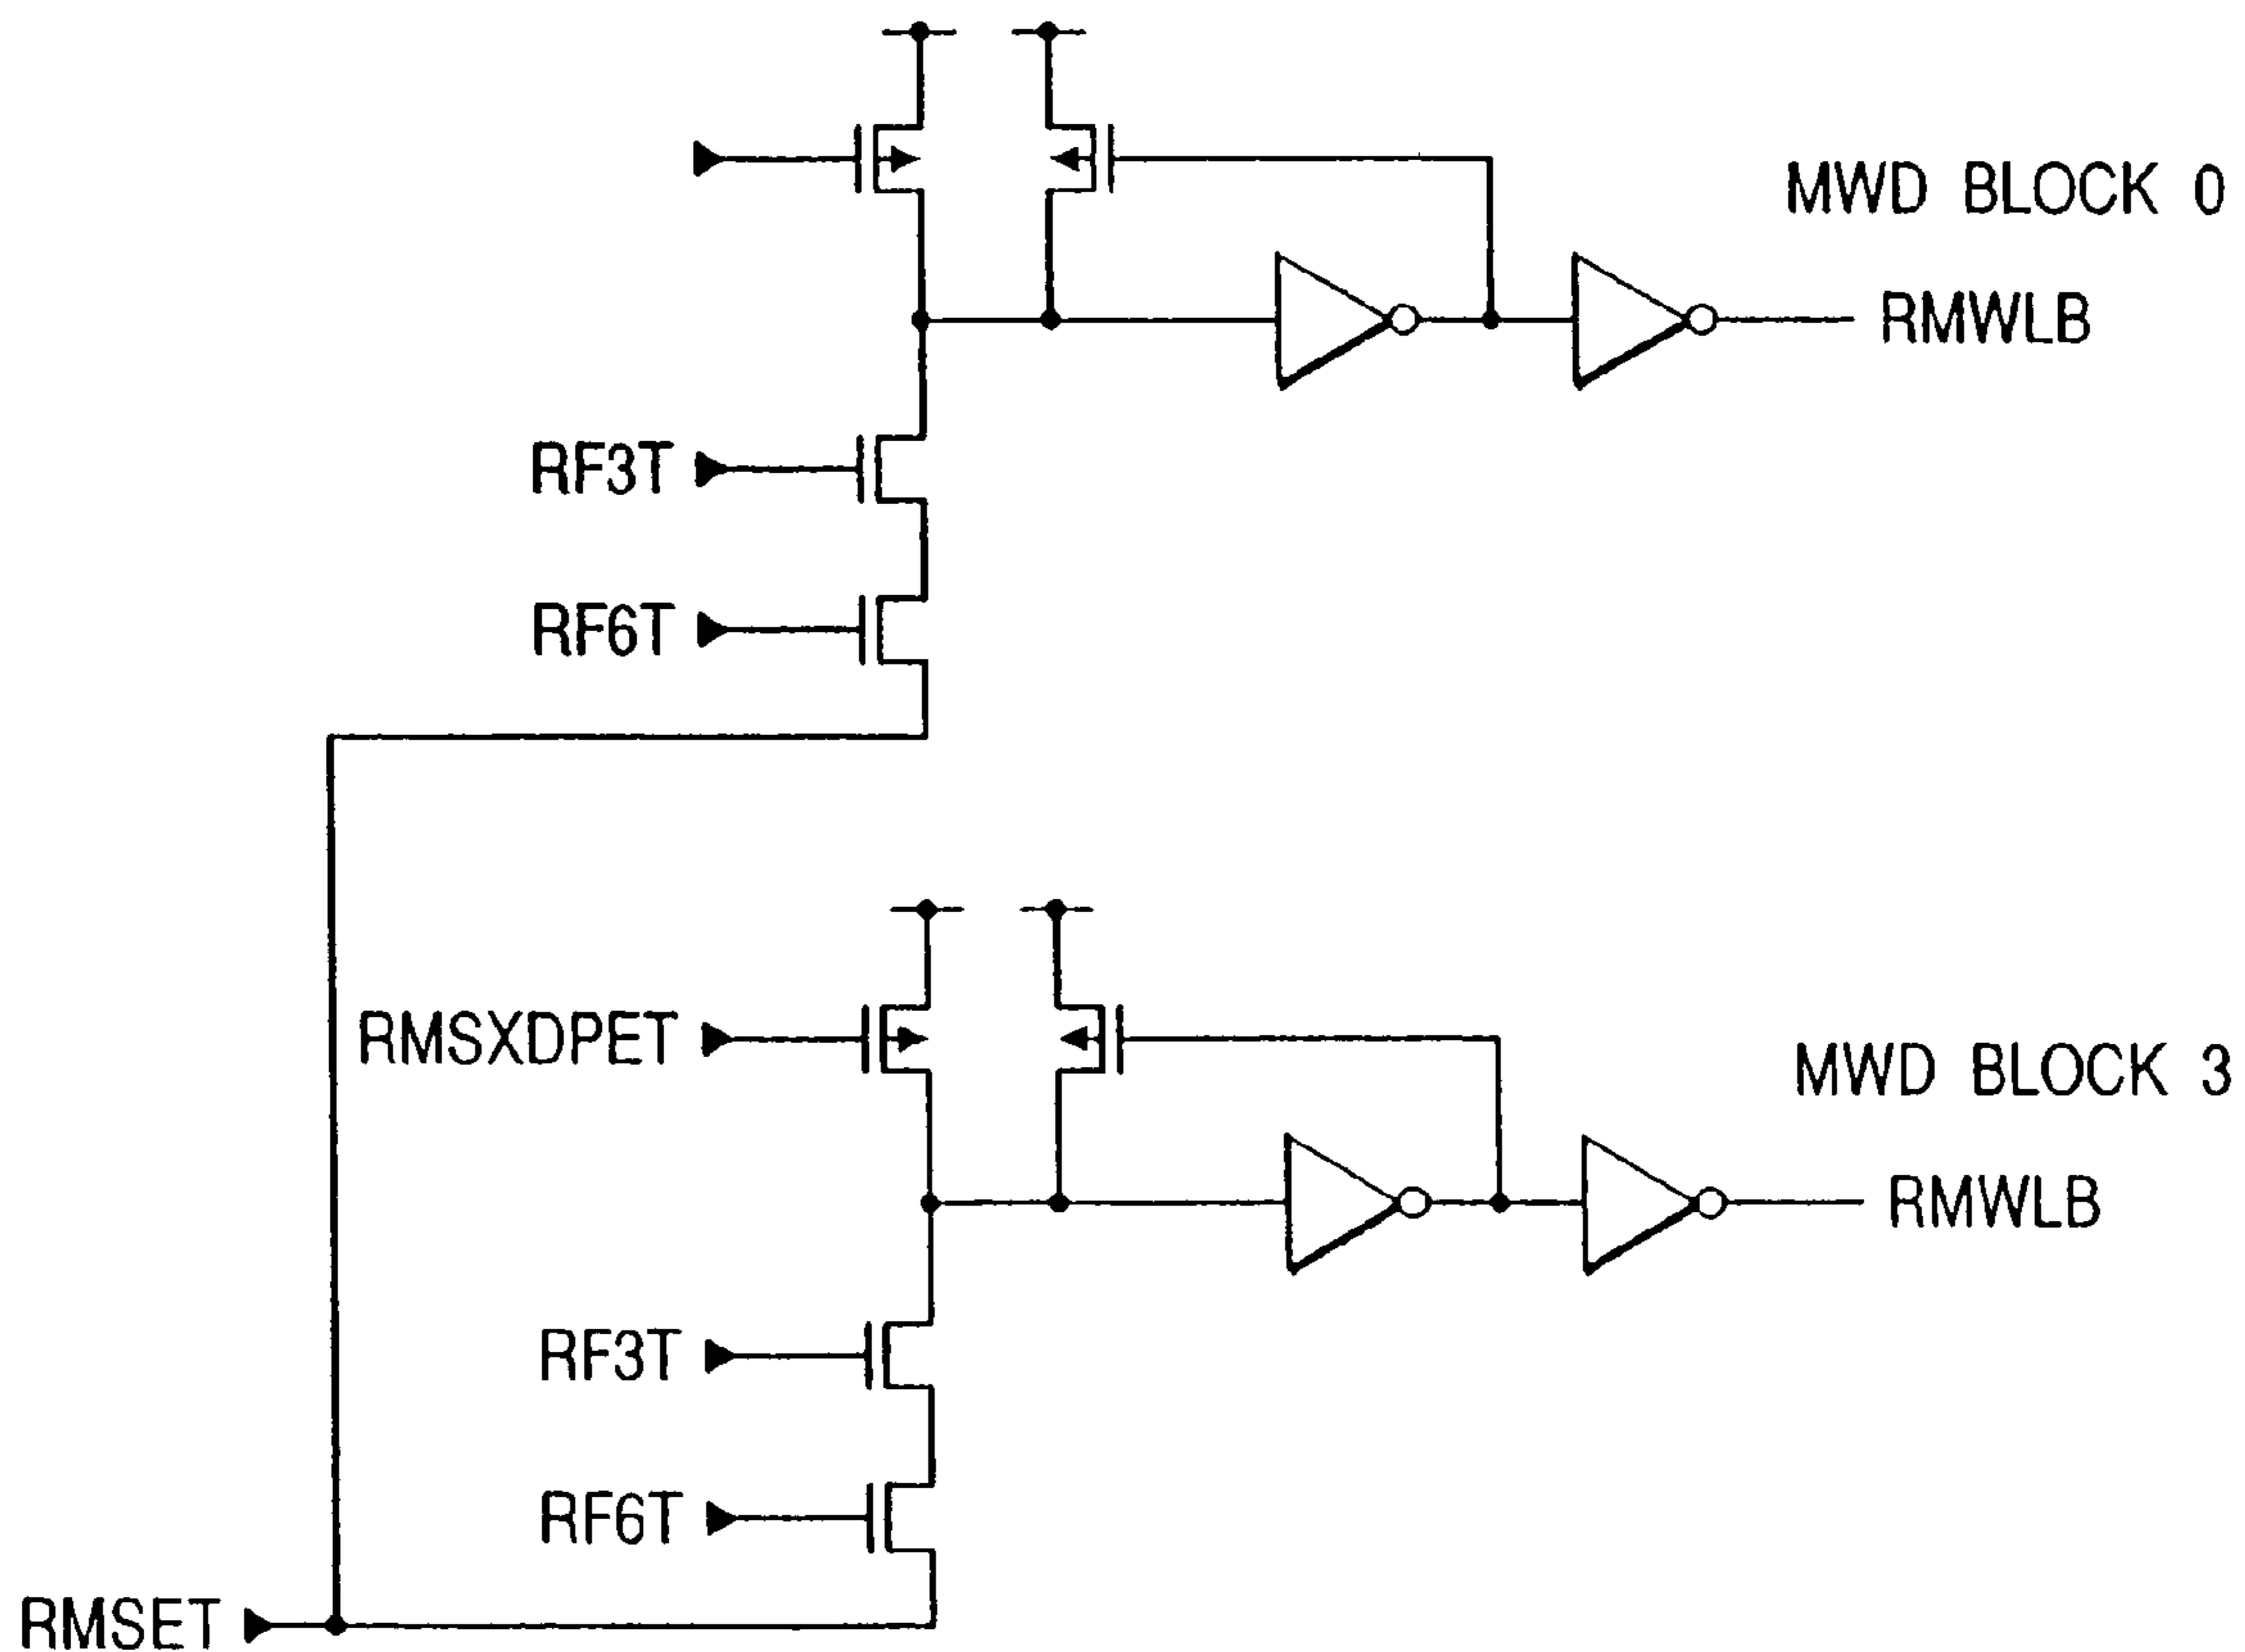 MWD BLOCK 0
RMWLB
RF3T
RF6T
RMSXDPET
MWD BLOCK 3
RMWLB
RF3T
RF6T
RMSET